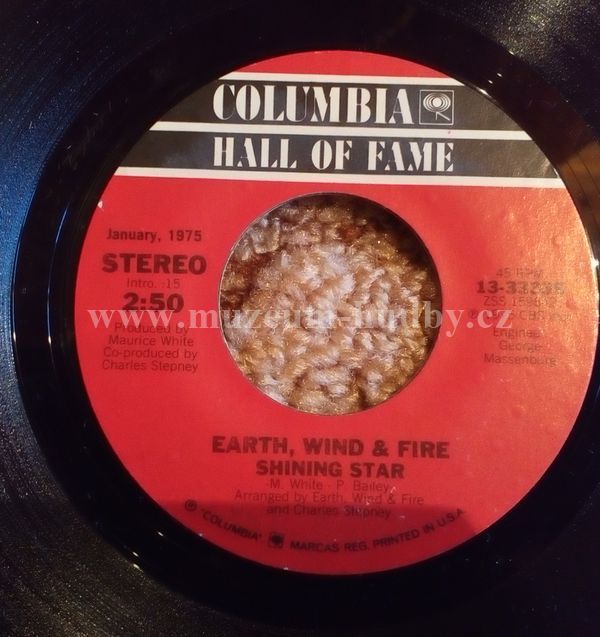 COLUMBIA
HALL OF FAME
January, 1975
STEREO
Intro. :15
2:50
Produced by
Maurice White
Co-produced by
Charles Stepney
45 RPM
ZSS
CBS
Engineer:
George
Massenburg
www.muzeum-hudby.cz
EARTH, WIND & FIRE
SHINING STAR
-M. White - P. Bailey-
Arranged by Earth, Wind & Fire
and Charles Stepney
® "COLUMBIA", MARCAS REG. PRINTED IN U.S.A.